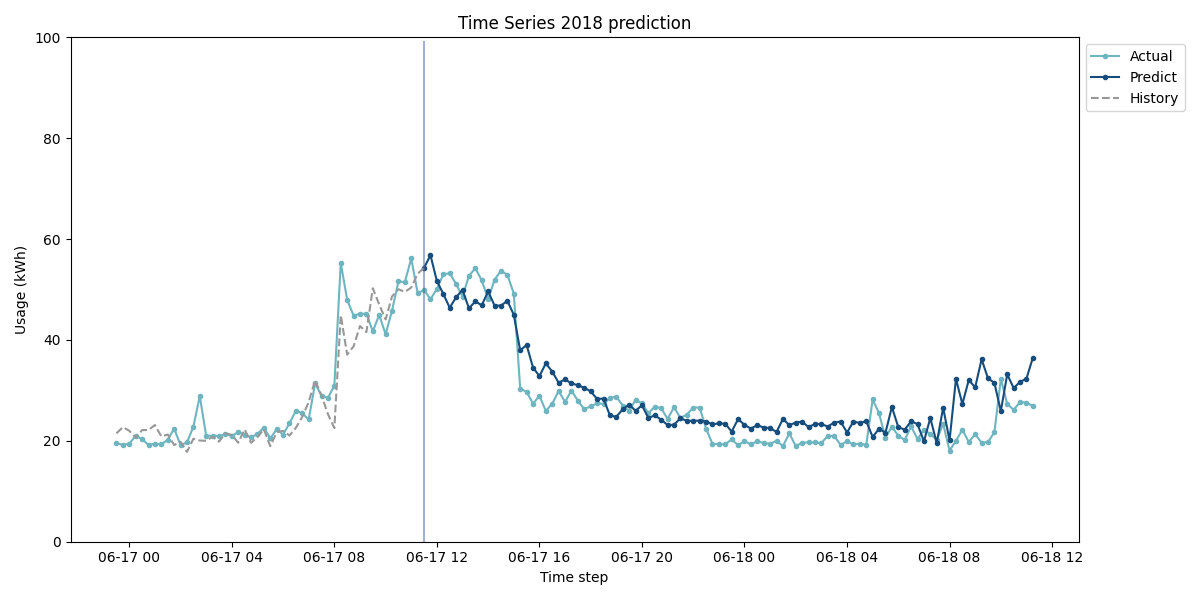 Time Series 2018 prediction
100
80
60
40
20
0
Usage (kWh)
06-17 00
06-17 04
06-17 08
06-17 12
06-17 16
06-17 20
06-18 00
06-18 04
06-18 08
06-18 12
Time step
Actual
Predict
History